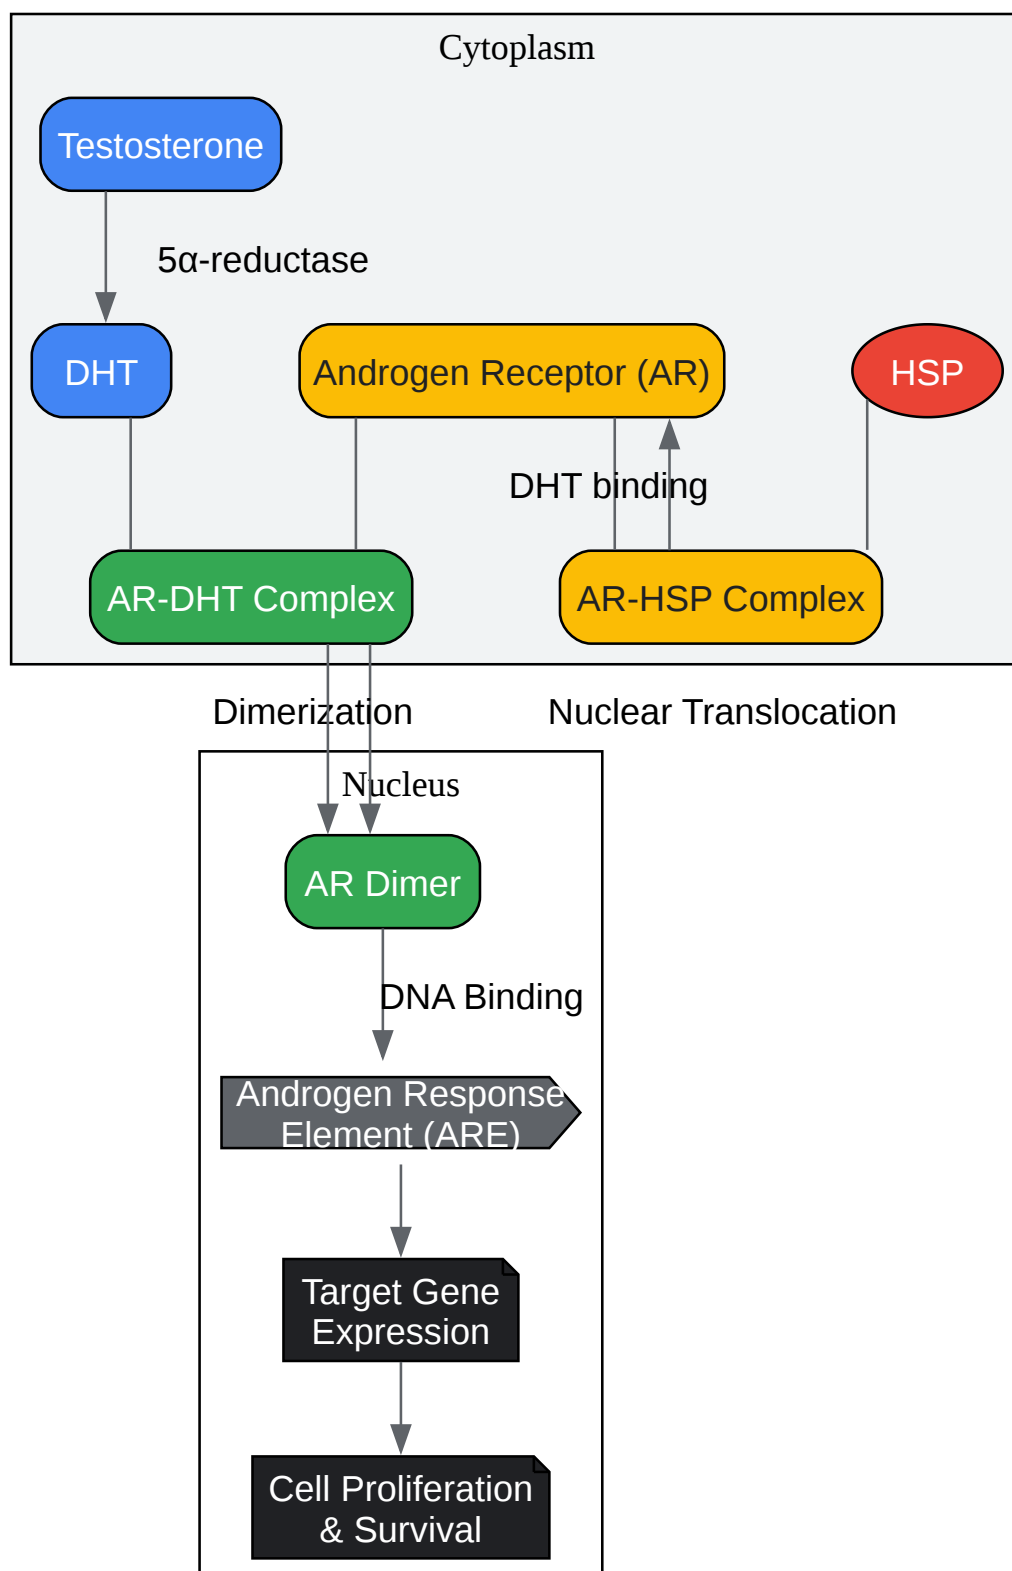 Cytoplasm
Testosterone
5α-reductase
DHT
Androgen Receptor (AR)
HSP
DHT binding
AR-DHT Complex
AR-HSP Complex
Dimerization
Nuclear Translocation
Nucleus
AR Dimer
DNA Binding
Androgen Response
Element (ARE)
Target Gene
Expression
Cell Proliferation
& Survival